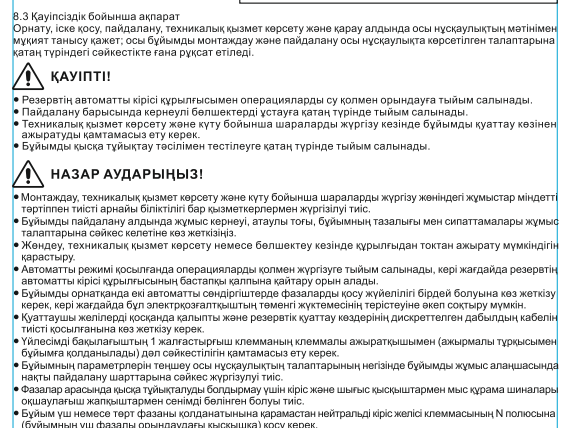 8.3 Қауіпсіздік бойынша ақпарат
Орнату, іске қосу, пайдалану, техникалық қызмет көрсету және қарау алдында осы нұсқаулықтың мәтінімен
мұқият танысу қажет; осы бұйымды монтаждау және пайдалану осы нұсқаулықта көрсетілген талаптарына
қатаң түріндегі сәйкестікте ғана рұқсат етіледі.
ҚАУІПТІ!
• Резервтің автоматты кірісі құрылғысымен операцияларды су қолмен орындауға тыйым салынады.
• Пайдалану барысында кернеулі бөлшектерді ұстауға қатаң түрінде тыйым салынады.
• Техникалық қызмет көрсету және күту бойынша шараларды жүргізу кезінде бұйымды қуаттау көзінен
ажыратуды қамтамасыз ету керек.
• Бұйымды қысқа тұйықтау тәсілімен тестілеуге қатаң түрінде тыйым салынады.
НАЗАР АУДАРЫҢЫЗ!
• Монтаждау, техникалық қызмет көрсету және күту бойынша шараларды жүргізу жөніндегі жұмыстар міндетті
тәртіппен тиісті арнайы біліктілігі бар қызметкерлермен жүргізілуі тиіс.
• Бұйымды пайдалану алдында жұмыс кернеуі, атаулы тоғы, бұйымның тазалығы мен сипаттамалары жұмыс
талаптарына сәйкес келетіне көз жеткізіңіз.
• Жөндеу, техникалық қызмет көрсету немесе бөлшектеу кезінде құрылғыдан токтан ажырату мүмкіндігін
қарастыру.
• Автоматты режимі қосылғанда операцияларды қолмен жүргізуге тыйым салынады, кері жағдайда резервтің
автоматты кірісі құрылғысының бастапқы қалпына қайтару орын алады.
• Бұйымды орнатқанда екі автоматты сөндіргіштерде фазаларды қосу жүйелілігі бірдей болуына көз жеткізу
керек, кері жағдайда бұл электрқозғалтқыштың төменгі жүктемесінің терістеуіне әкеп соқтыру мүмкін.
• Қуаттаушы желілерді қосқанда қалыпты және резервтік қуаттау көздерінің дискреттелген дабылдың кабелін
тиісті қосылғанына көз жеткізу керек.
• Үйлесімді бақылағыштың 1 жалғастырғыш клемманың клеммалы ажыратқышымен (ажырмалы тұрқысымен
бұйымға қолданылады) дәл сәйкестілігін қамтамасыз ету керек.
• Бұйымның параметрлерін теңшеу осы нұсқаулықтың талаптарының негізінде бұйымды жұмыс алаңшасында
нақты пайдалану шарттарына сәйкес жүргізілуі тиіс.
• Фазалар арасында қысқа тұйықталуды болдырмау үшін кіріс және шығыс қысқыштармен мыс құрама шиналары
оқшаулағыш жапқыштармен сенімді бөлінген болуы тиіс.
• Бұйым үш немесе төрт фазаны қолданатынына қарамастан нейтральді кіріс желісі клеммасының N полюсына
(бұйымның үш фазалы орындаудағы қысқышқа) қосу керек.